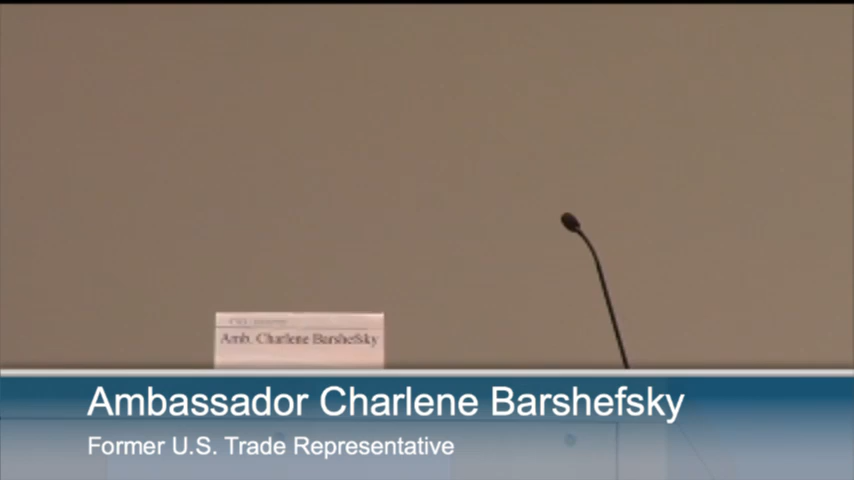 Amb. Charlene Barshefsky
Ambassador Charlene Barshefsky
Former U.S. Trade Representative